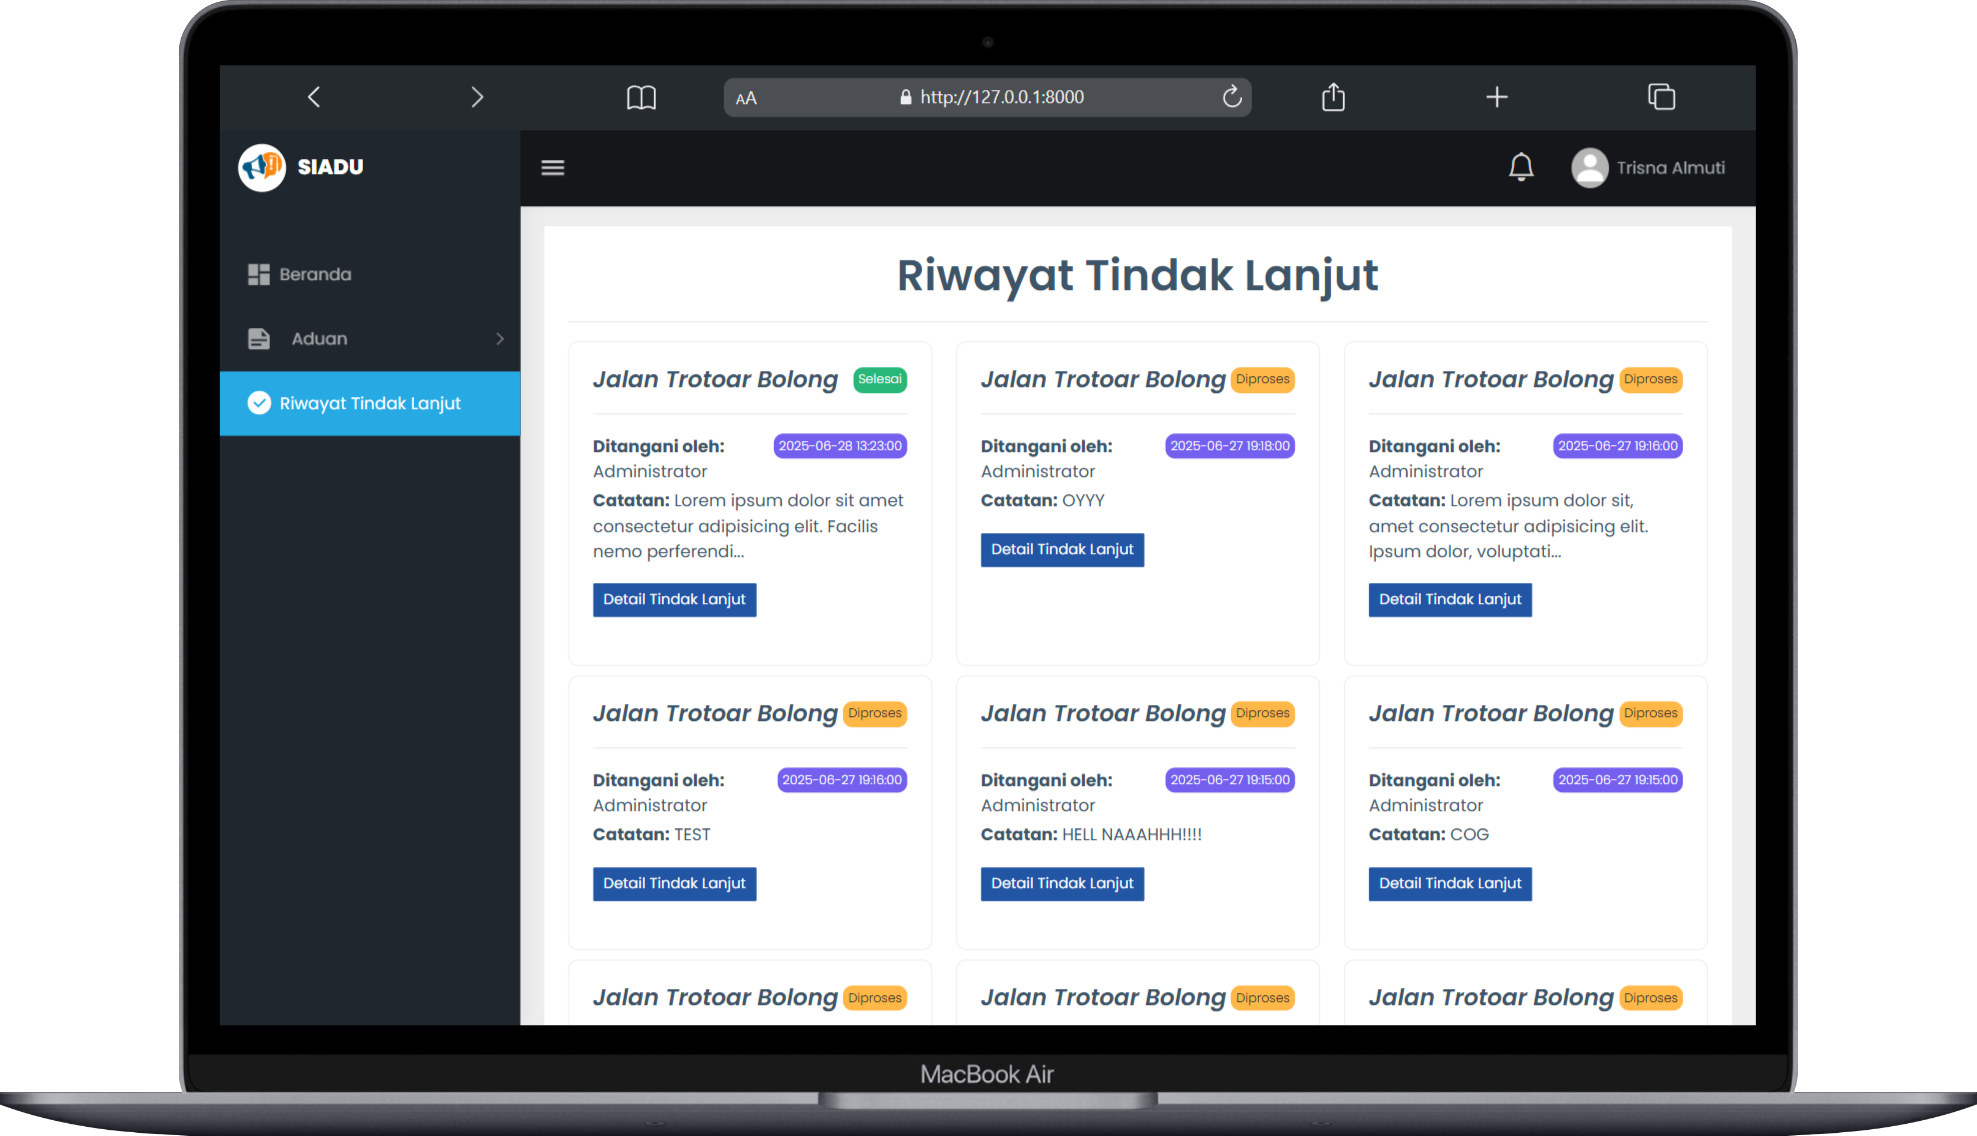 AA http://127.0.0.1:8000
SIADU
Trisna Almuti
Beranda
Aduan
Riwayat Tindak Lanjut
Riwayat Tindak Lanjut
Jalan Trotoar Bolong Selesai
Ditangani oleh: 2025-06-28 13:23:00
Administrator
Catatan: Lorem ipsum dolor sit amet
consectetur adipisicing elit. Facilis
nemo perferendi...
Detail Tindak Lanjut
Jalan Trotoar Bolong Diproses
Ditangani oleh: 2025-06-27 19:18:00
Administrator
Catatan: OYYY
Detail Tindak Lanjut
Jalan Trotoar Bolong Diproses
Ditangani oleh: 2025-06-27 19:16:00
Administrator
Catatan: Lorem ipsum dolor sit,
amet consectetur adipisicing elit.
Ipsum dolor, voluptati...
Detail Tindak Lanjut
Jalan Trotoar Bolong Diproses
Ditangani oleh: 2025-06-27 19:16:00
Administrator
Catatan: TEST
Detail Tindak Lanjut
Jalan Trotoar Bolong Diproses
Ditangani oleh: 2025-06-27 19:15:00
Administrator
Catatan: HELL NAAAHHH!!!!
Detail Tindak Lanjut
Jalan Trotoar Bolong Diproses
Ditangani oleh: 2025-06-27 19:15:00
Administrator
Catatan: COG
Detail Tindak Lanjut
Jalan Trotoar Bolong Diproses
Jalan Trotoar Bolong Diproses
Jalan Trotoar Bolong Diproses
MacBook Air